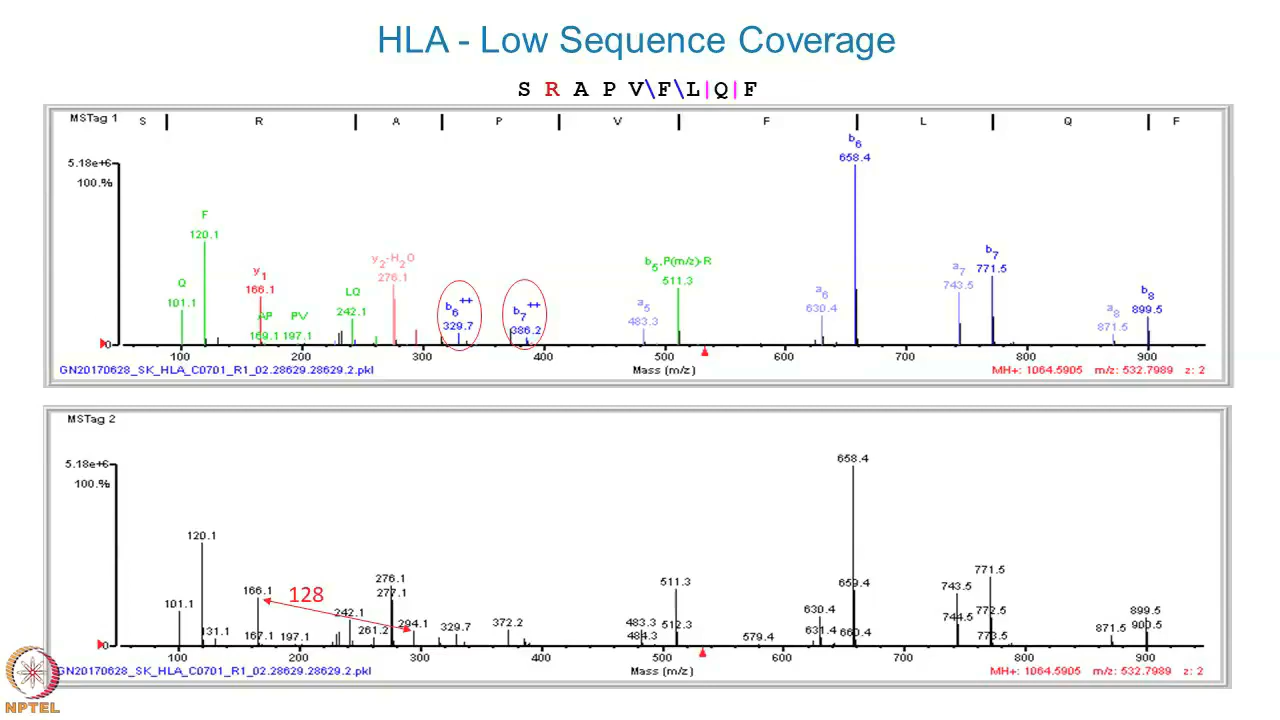 HLA - Low Sequence Coverage
S R A P V\F\L|Q|F
MSTag 1
S | R | A | P | V | F | L | Q | F
5.18e+6
100.%
Q
101.1
F
120.1
y1
166.1
AP
169.1
PV
197.1
LQ
242.1
y2-H2O
276.1
b6++
329.7
b7++
386.2
a5
483.3
b5.P(m/z)-R
511.3
a6
630.4
b6
658.4
a7
743.5
b7
771.5
a8
871.5
b8
899.5
0
100 200 300 400 500 600 700 800 900
GN20170628_SK_HLA_C0701_R1_02.28629.28629.2.pkl Mass (m/z) MH+: 1064.5905 m/z: 532.7989 z: 2
MSTag 2
5.18e+6
100.%
101.1
120.1
131.1
166.1
167.1
128
197.1
242.1
261.2
276.1
277.1
294.1
329.7
372.2
483.3
484.3
511.3
512.3
579.4
630.4
631.4
658.4
659.4
660.4
743.5
744.5
771.5
772.5
773.5
871.5
899.5
900.5
0
100 200 300 400 500 600 700 800 900
GN20170628_SK_HLA_C0701_R1_02.28629.28629.2.pkl Mass (m/z) MH+: 1064.5905 m/z: 532.7989 z: 2
NPTEL